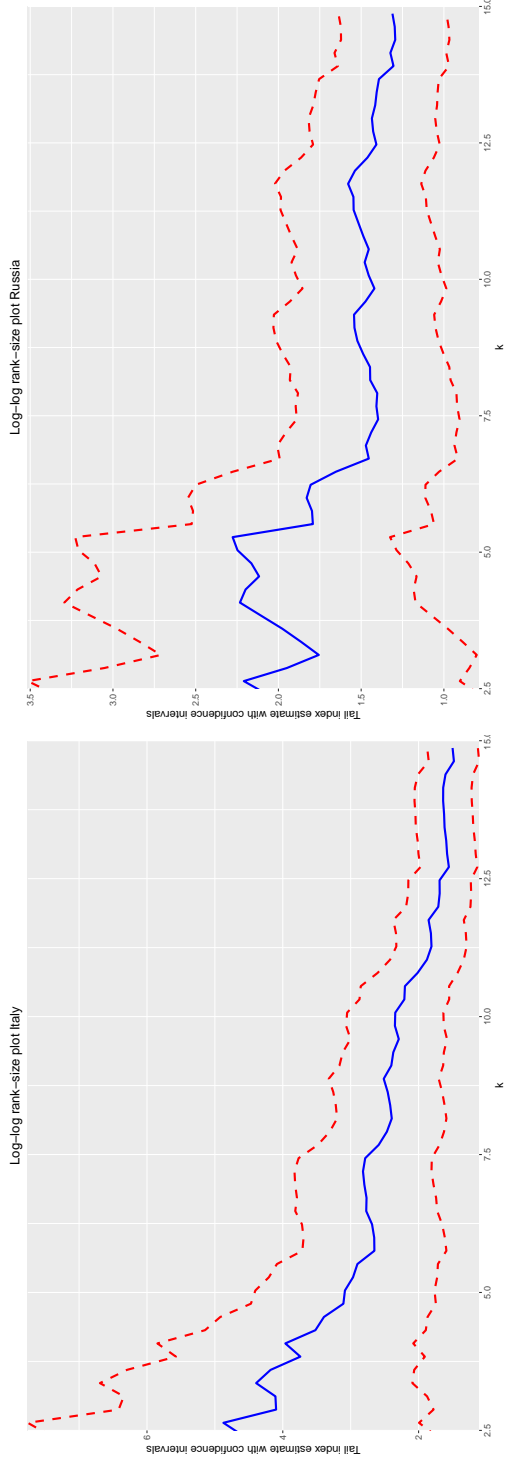 Log−log rank−size plot Italy
Tail index estimate with confidence intervals
6
4
2
2.5 5.0 7.5 10.0 12.5 15.0
k
Log−log rank−size plot Russia
Tail index estimate with confidence intervals
3.5
3.0
2.5
2.0
1.5
1.0
2.5 5.0 7.5 10.0 12.5 15.0
k